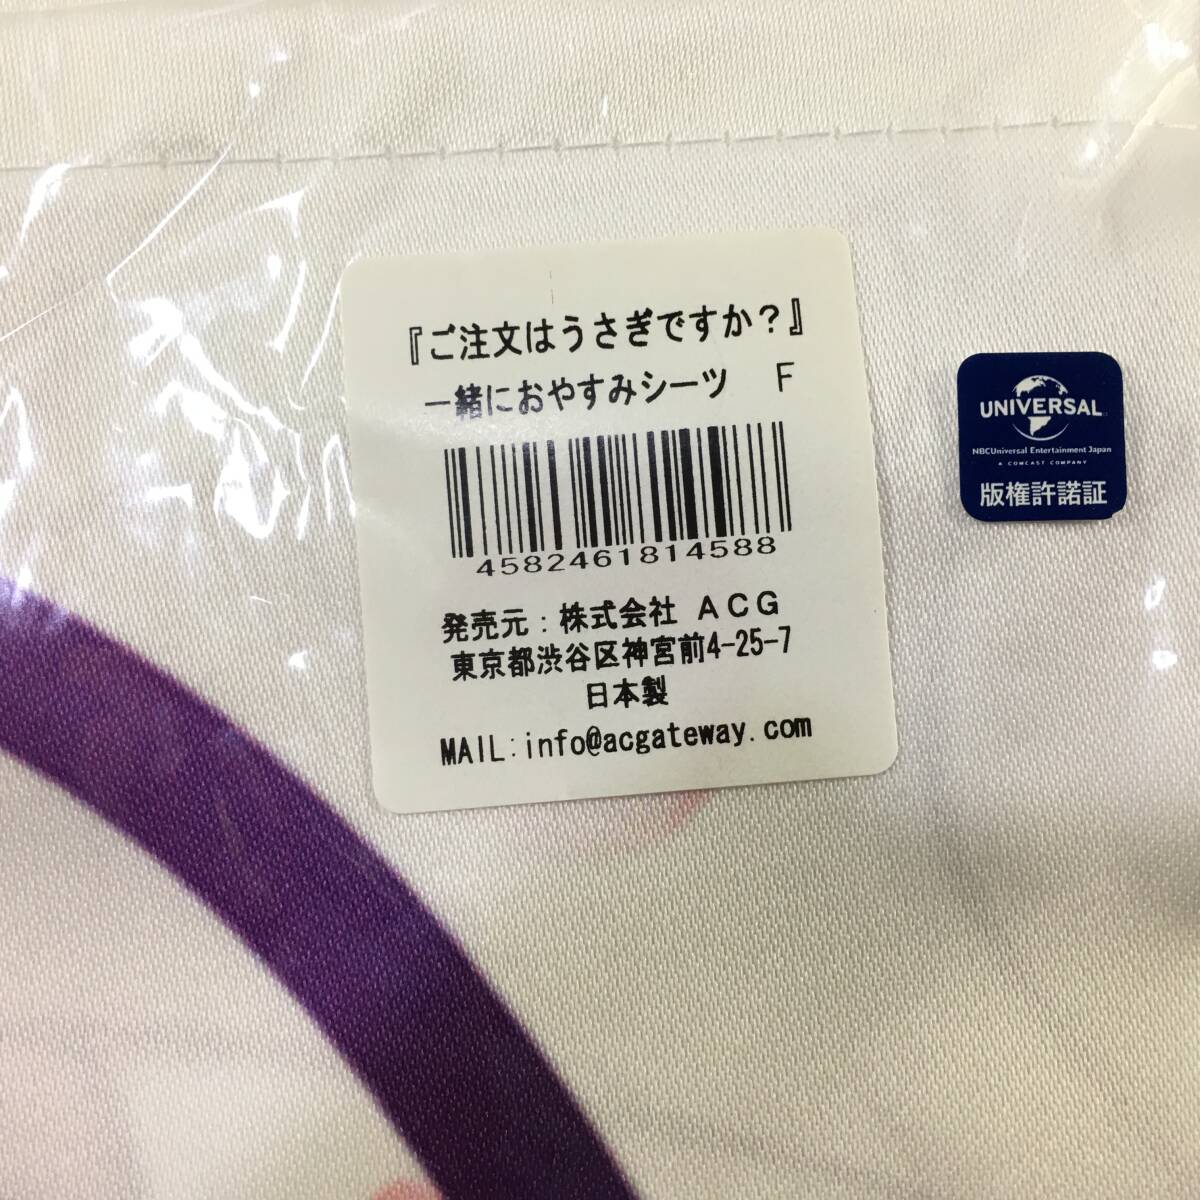 『ご注文はうさぎですか?』
一緒におやすみシーツ F
4582461814588
発売元:株式会社 ACG
東京都渋谷区神宮前4-25-7
日本製
MAIL:info@acgateway.com
UNIVERSAL
NBCUniversal Entertainment Japan
A COMCAST COMPANY
版権許諾証